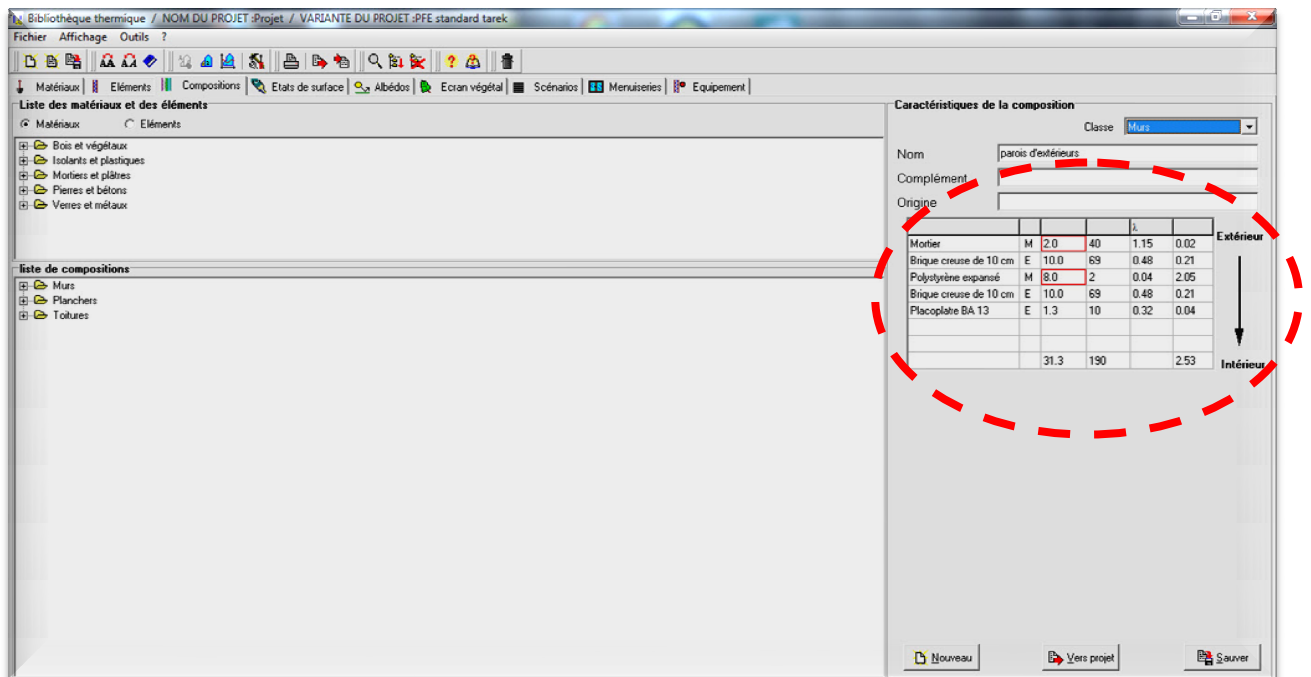 Bibliothèque thermique / NOM DU PROJET :Projet / VARIANTE DU PROJET :PFE standard tarek
Fichier Affichage Outils ?
Matériaux Eléments Compositions Etats de surface Albédos Ecran végétal Scénarios Menuiseries Equipement
Liste des matériaux et des éléments
Matériaux Eléments
Bois et végétaux
Isolants et plastiques
Mortiers et plâtres
Pierres et bétons
Verres et métaux
liste de compositions
Murs
Planchers
Toitures
Caractéristiques de la composition
Classe Murs
Nom parois d'extérieurs
Complément
Origine
λ
Mortier M 2.0 40 1.15 0.02
Brique creuse de 10 cm E 10.0 69 0.48 0.21
Polystyrène expansé M 8.0 2 0.04 2.05
Brique creuse de 10 cm E 10.0 69 0.48 0.21
Placoplatre BA 13 E 1.3 10 0.32 0.04
31.3 190 2.53
Extérieur
Intérieur
Nouveau Vers projet Sauver